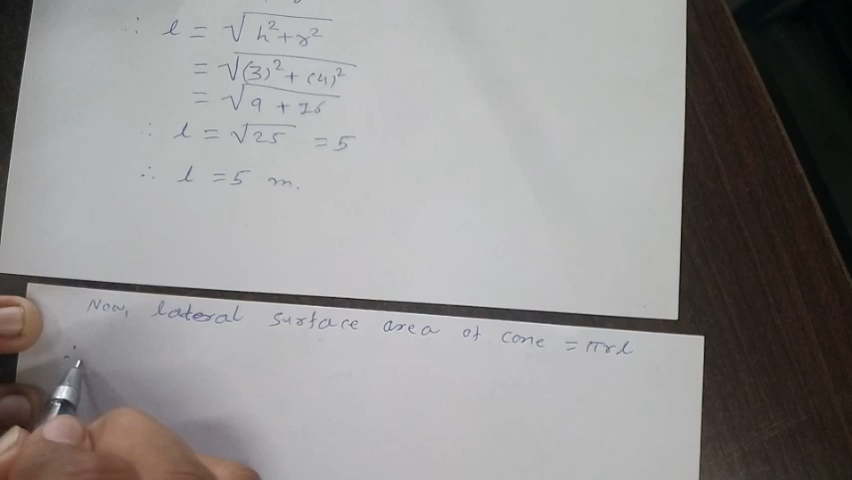 ∴ l = √h²+r²
= √(3)²+(4)²
= √9 + 16
∴ l = √25 = 5
∴ l = 5 m.
Now, lateral surface area of cone = πrl
∴